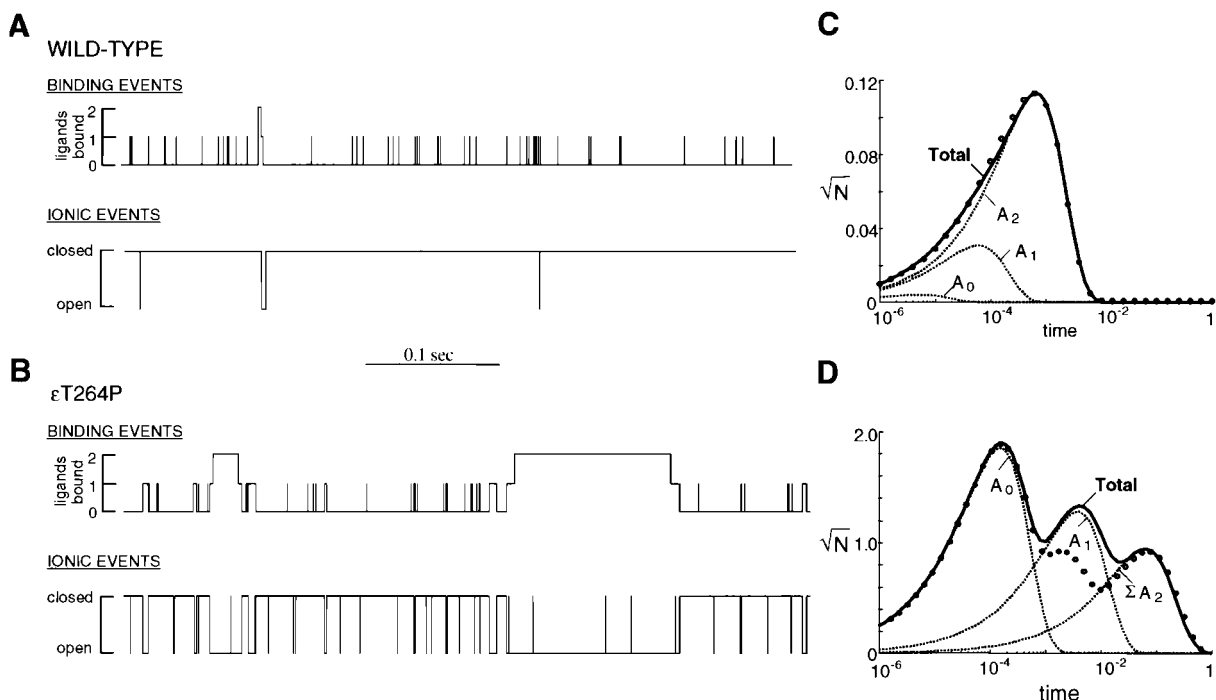 A
WILD-TYPE
BINDING EVENTS
ligands bound
2
1
0
IONIC EVENTS
closed
open
0.1 sec
B
εT264P
BINDING EVENTS
ligands bound
2
1
0
IONIC EVENTS
closed
open
C
0.12
0.08
0.04
0
√N
Total
A2
A1
A0
10-6
10-4
10-2
1
time
D
2.0
1.0
0
√N
A0
Total
A1
ΣA2
10-6
10-4
10-2
1
time